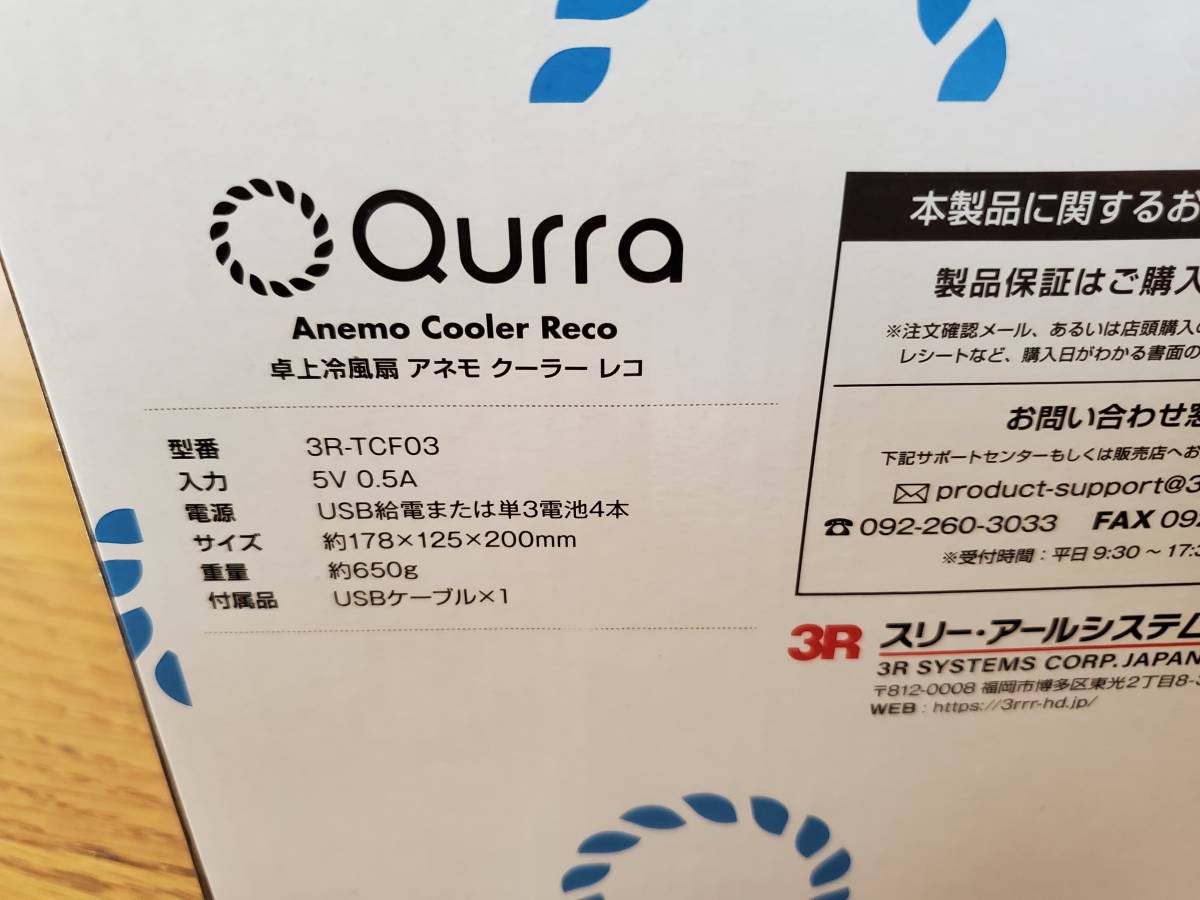 Qurra
Anemo Cooler Reco
卓上冷風扇 アネモ クーラー レコ
型番 3R-TCF03
入力 5V 0.5A
電源 USB給電または単3電池4本
サイズ 約178×125×200mm
重量 約650g
付属品 USBケーブル×1
本製品に関するお
製品保証はご購入
※注文確認メール、あるいは店頭購入の
レシートなど、購入日がわかる書面の
お問い合わせ窓
下記サポートセンターもしくは販売店へお
product-support@3
☎ 092-260-3033 FAX 092
※受付時間：平日 9:30 ～ 17:3
3R スリー・アールシステム
3R SYSTEMS CORP. JAPAN
〒812-0008 福岡市博多区東光2丁目8-3
WEB : https://3rrr-hd.jp/